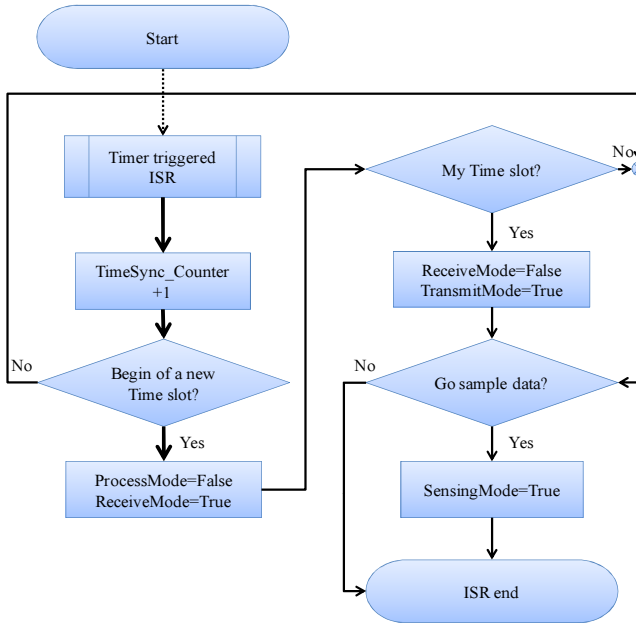 Start
Timer triggered
ISR
TimeSync_Counter
+1
No
Begin of a new
Time slot?
Yes
ProcessMode=False
ReceiveMode=True
My Time slot?
No
Yes
ReceiveMode=False
TransmitMode=True
No
Go sample data?
Yes
SensingMode=True
ISR end